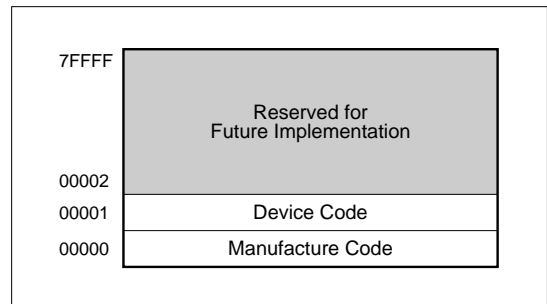 7FFFF
Reserved for
Future Implementation
00002
00001 Device Code
00000 Manufacture Code